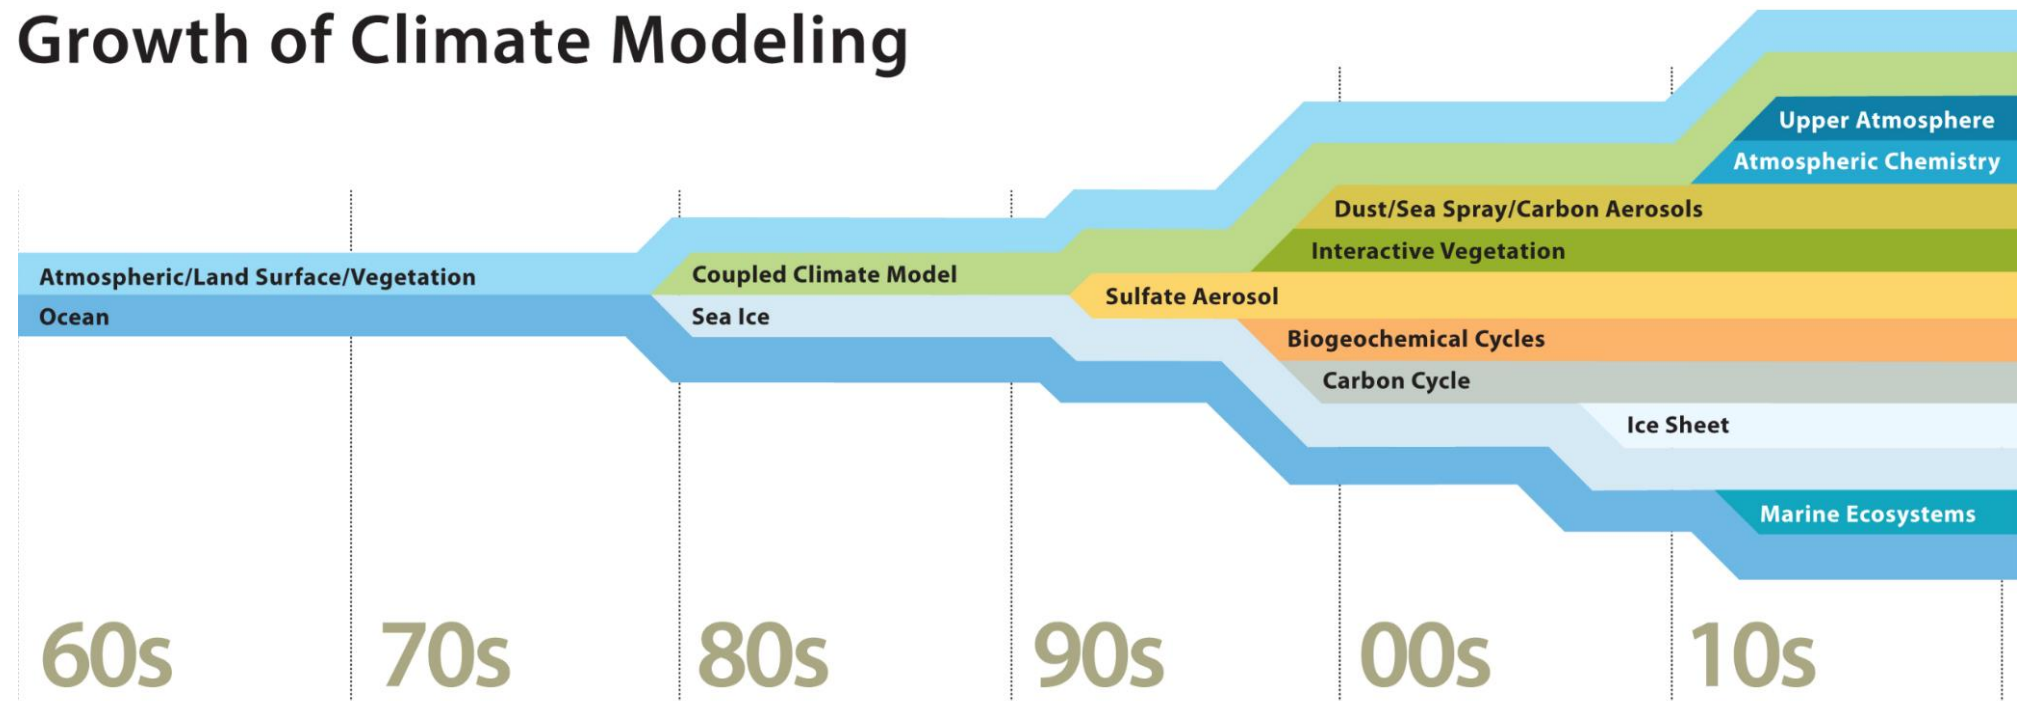 Growth of Climate Modeling
Upper Atmosphere
Atmospheric Chemistry
Dust/Sea Spray/Carbon Aerosols
Interactive Vegetation
Atmospheric/Land Surface/Vegetation
Coupled Climate Model
Sulfate Aerosol
Ocean
Sea Ice
Biogeochemical Cycles
Carbon Cycle
Ice Sheet
Marine Ecosystems
60s 70s 80s 90s 00s 10s